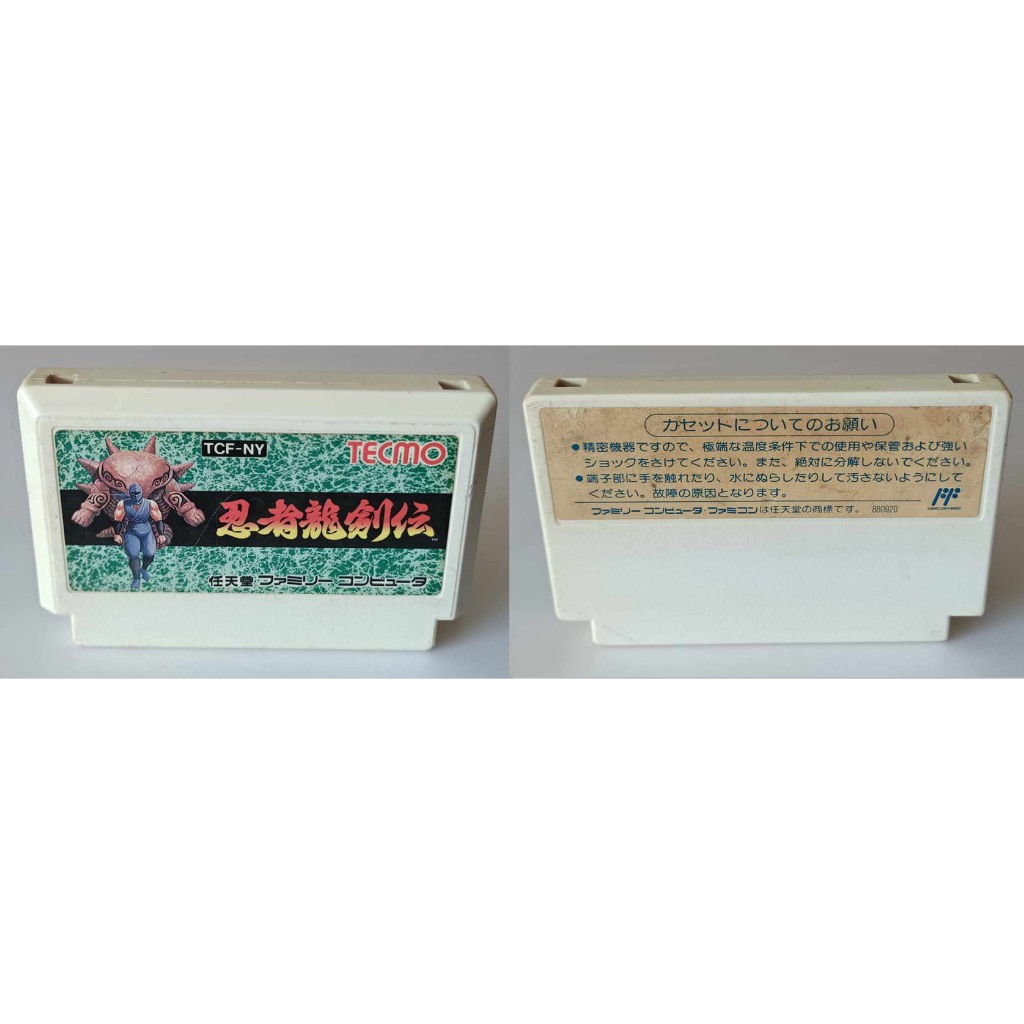 TCF-NY
TECMO
忍者龍剣伝
任天堂 ファミリー コンピュータ
カセットについてのお願い
●精密機器ですので、極端な温度条件下での使用や保管および強い
ショックをさけてください。また、絶対に分解しないでください。
●端子部に手を触れたり、水にぬらしたりして汚さないようにして
ください。故障の原因となります。
ファミリー コンピュータ・ファミコンは任天堂の商標です。 880920